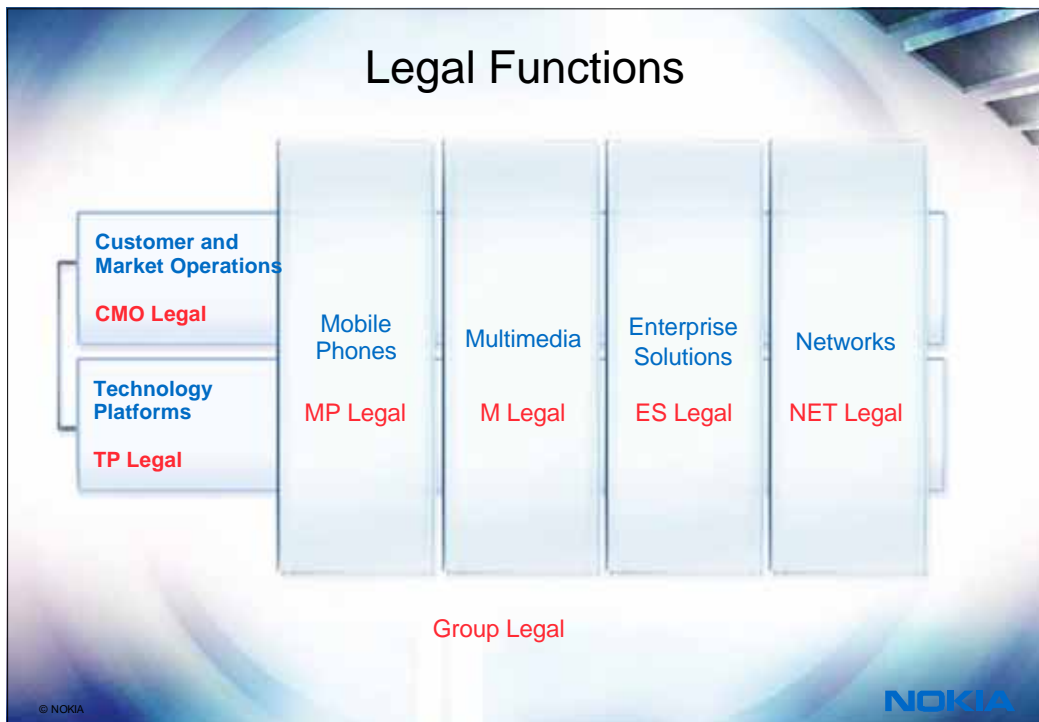 Legal Functions
Customer and
Market Operations
CMO Legal
Technology
Platforms
TP Legal
Mobile
Phones
MP Legal
Multimedia
M Legal
Enterprise
Solutions
ES Legal
Networks
NET Legal
Group Legal
© NOKIA
NOKIA